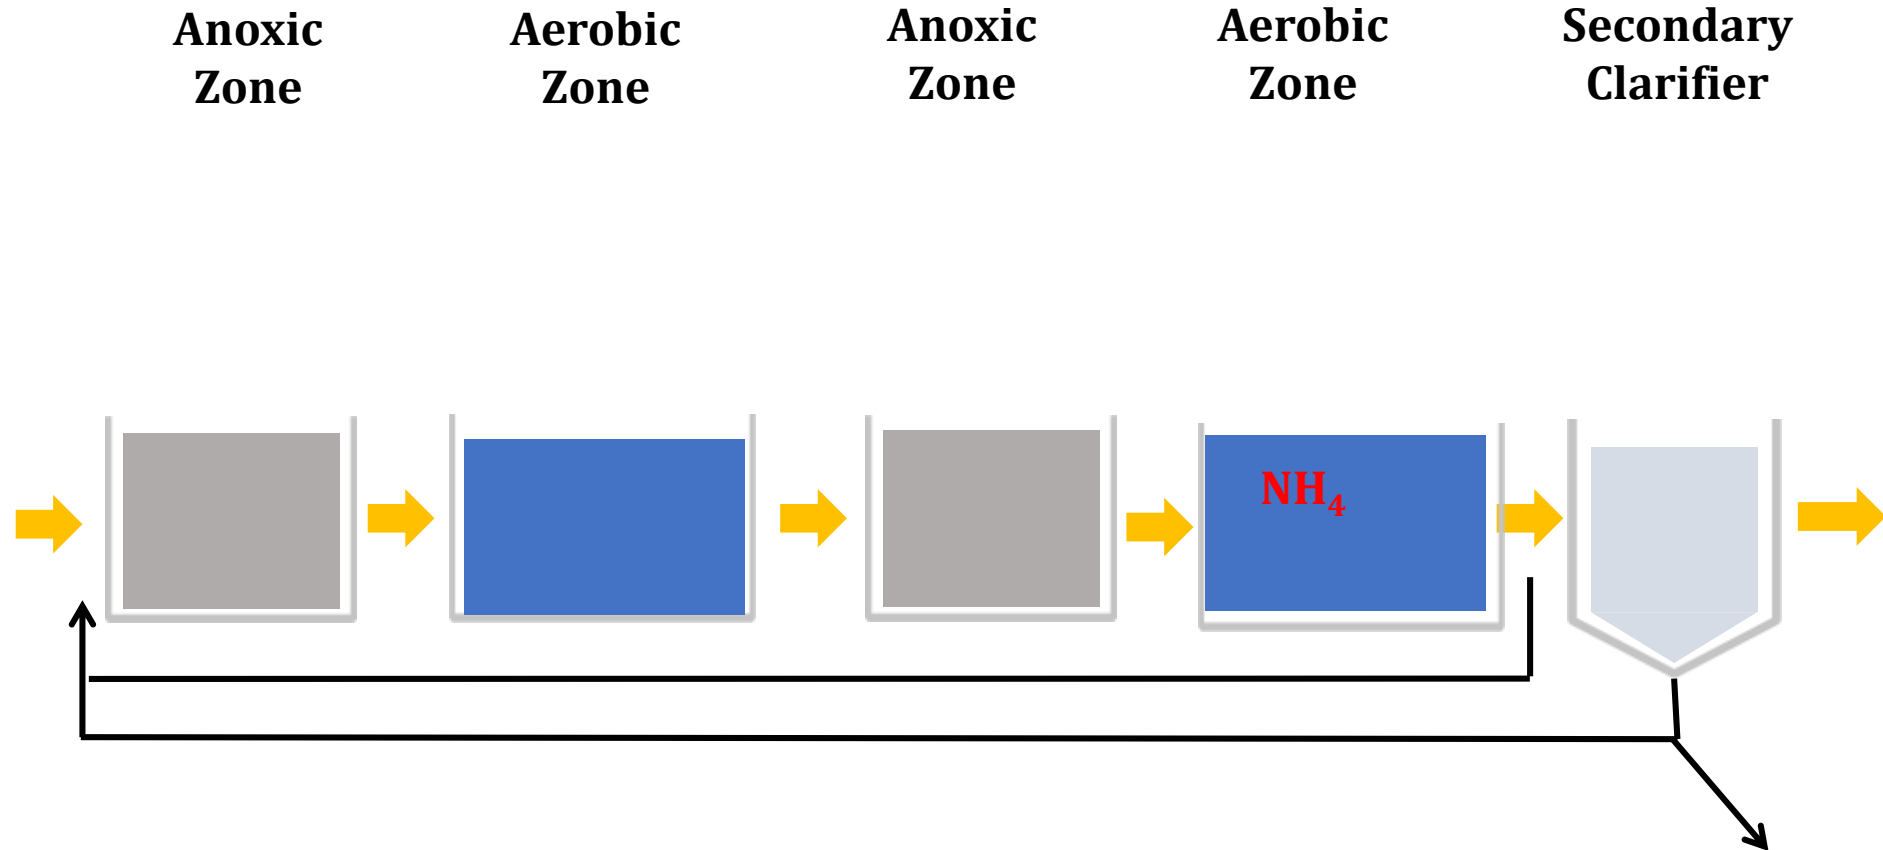 Anoxic
Zone
Aerobic
Zone
Anoxic
Zone
Aerobic
Zone
Secondary
Clarifier
NH₄